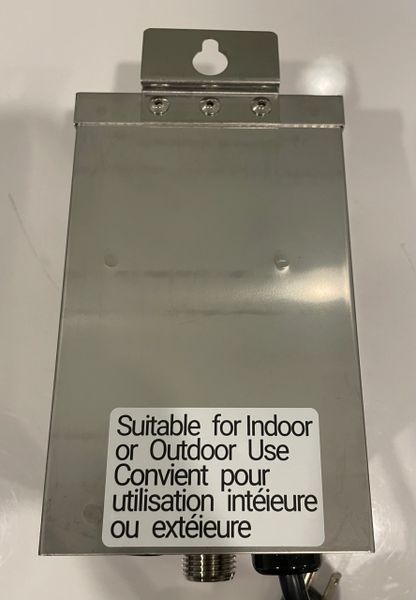 Suitable for Indoor
or Outdoor Use
Convient pour
utilisation intéieure
ou extéieure